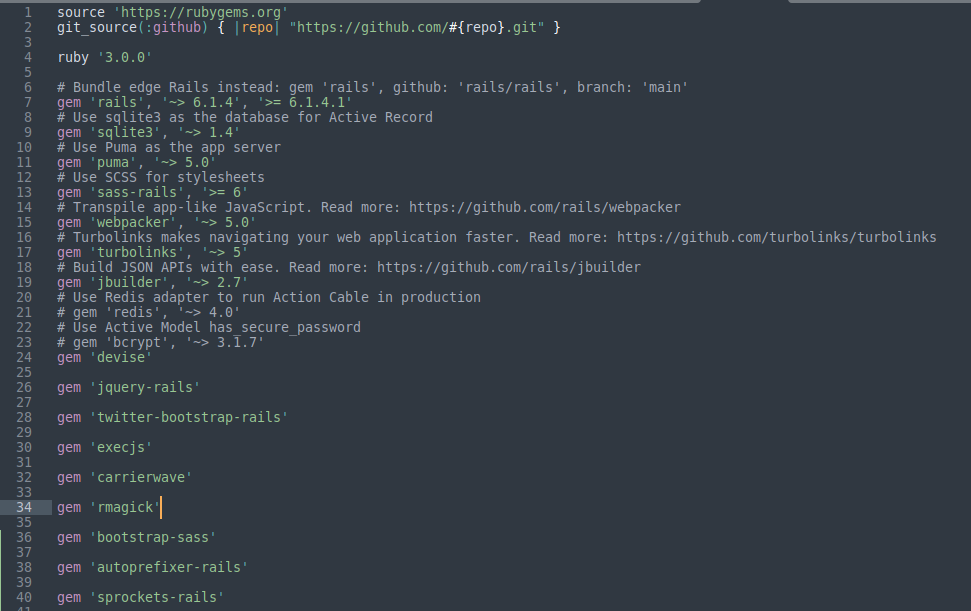 1 source 'https://rubygems.org'
2 git_source(:github) { |repo| "https://github.com/#{repo}.git" }
3
4 ruby '3.0.0'
5
6 # Bundle edge Rails instead: gem 'rails', github: 'rails/rails', branch: 'main'
7 gem 'rails', '~> 6.1.4', '>= 6.1.4.1'
8 # Use sqlite3 as the database for Active Record
9 gem 'sqlite3', '~> 1.4'
10 # Use Puma as the app server
11 gem 'puma', '~> 5.0'
12 # Use SCSS for stylesheets
13 gem 'sass-rails', '>= 6'
14 # Transpile app-like JavaScript. Read more: https://github.com/rails/webpacker
15 gem 'webpacker', '~> 5.0'
16 # Turbolinks makes navigating your web application faster. Read more: https://github.com/turbolinks/turbolinks
17 gem 'turbolinks', '~> 5'
18 # Build JSON APIs with ease. Read more: https://github.com/rails/jbuilder
19 gem 'jbuilder', '~> 2.7'
20 # Use Redis adapter to run Action Cable in production
21 # gem 'redis', '~> 4.0'
22 # Use Active Model has_secure_password
23 # gem 'bcrypt', '~> 3.1.7'
24 gem 'devise'
25
26 gem 'jquery-rails'
27
28 gem 'twitter-bootstrap-rails'
29
30 gem 'execjs'
31
32 gem 'carrierwave'
33
34 gem 'rmagick'
35
36 gem 'bootstrap-sass'
37
38 gem 'autoprefixer-rails'
39
40 gem 'sprockets-rails'
41